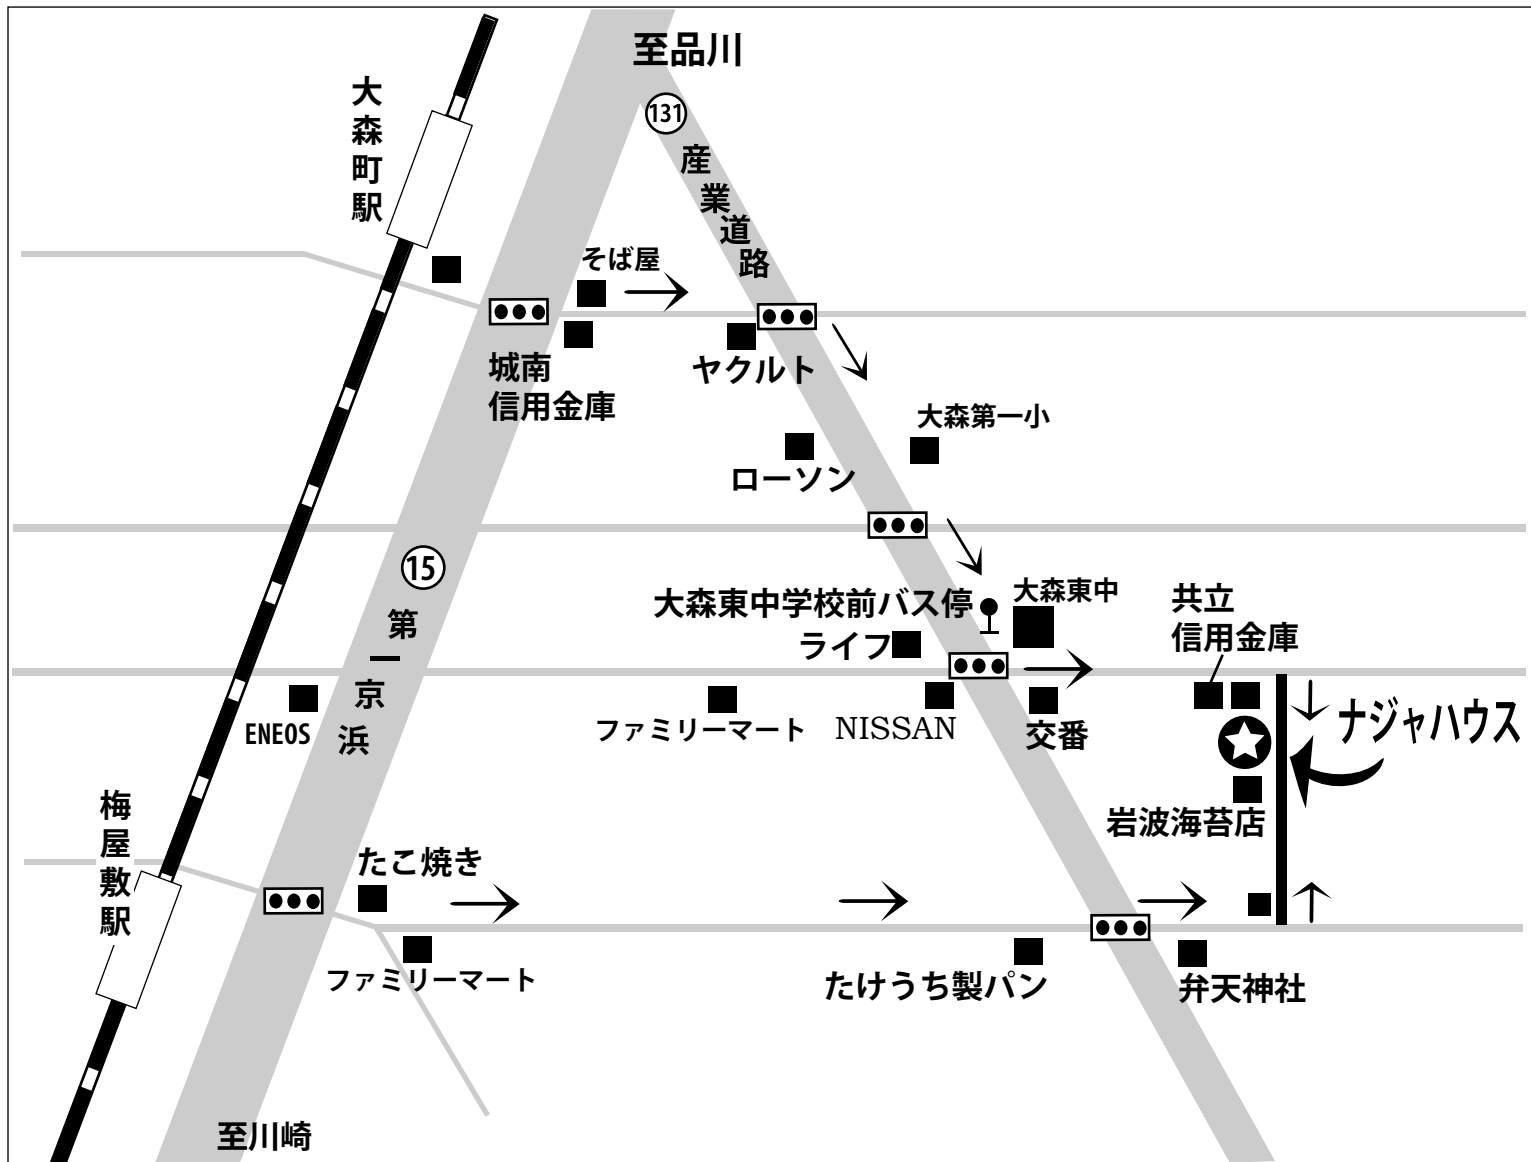 至品川
131
産業道路
大森町駅
そば屋
城南
信用金庫
ヤクルト
大森第一小
ローソン
15
第一京浜
大森東中学校前バス停
大森東中
共立
信用金庫
ライフ
ENEOS
ファミリーマート
NISSAN
交番
ナジャハウス
岩波海苔店
梅屋敷駅
たこ焼き
ファミリーマート
たけうち製パン
弁天神社
至川崎